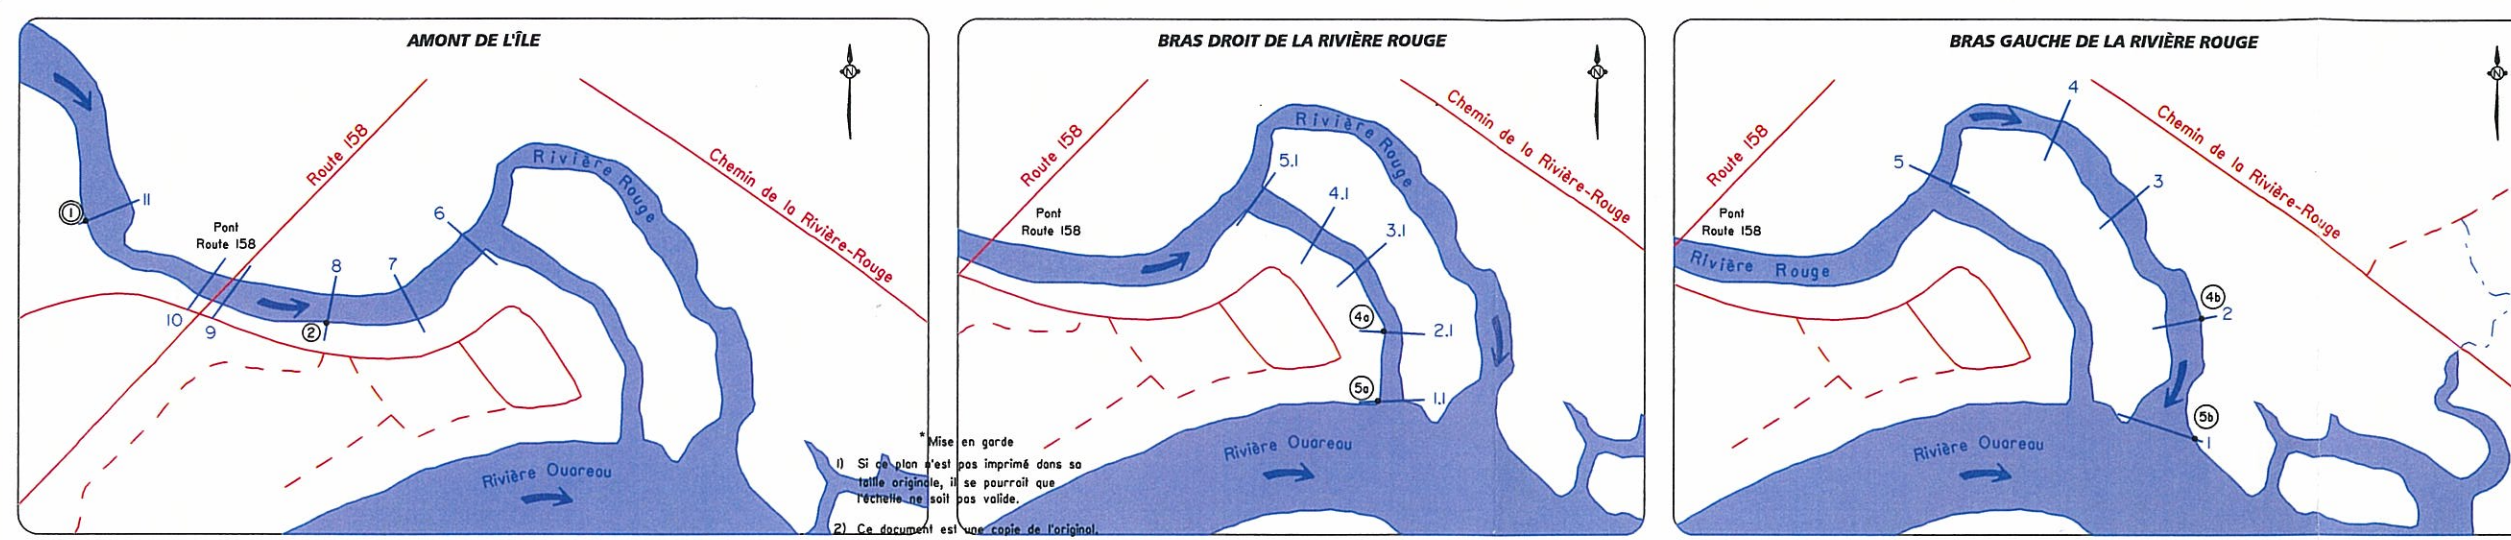 AMONT DE L'ÎLE
N
Route 158
Chemin de la Rivière-Rouge
Rivière Rouge
1
11
Pont
Route 158
6
8
7
10
9
2
Rivière Ouareau
* Mise en garde
1) Si ce plan n'est pas imprimé dans sa
taille originale, il se pourrait que
l'échelle ne soit pas valide.
2) Ce document est une copie de l'original.
BRAS DROIT DE LA RIVIÈRE ROUGE
N
Route 158
Chemin de la Rivière-Rouge
Rivière Rouge
Pont
Route 158
5.1
4.1
3.1
4a
2.1
5a
1.1
Rivière Ouareau
BRAS GAUCHE DE LA RIVIÈRE ROUGE
N
4
Route 158
Chemin de la Rivière-Rouge
5
3
Pont
Route 158
Rivière Rouge
4b
2
5b
1
Rivière Ouareau